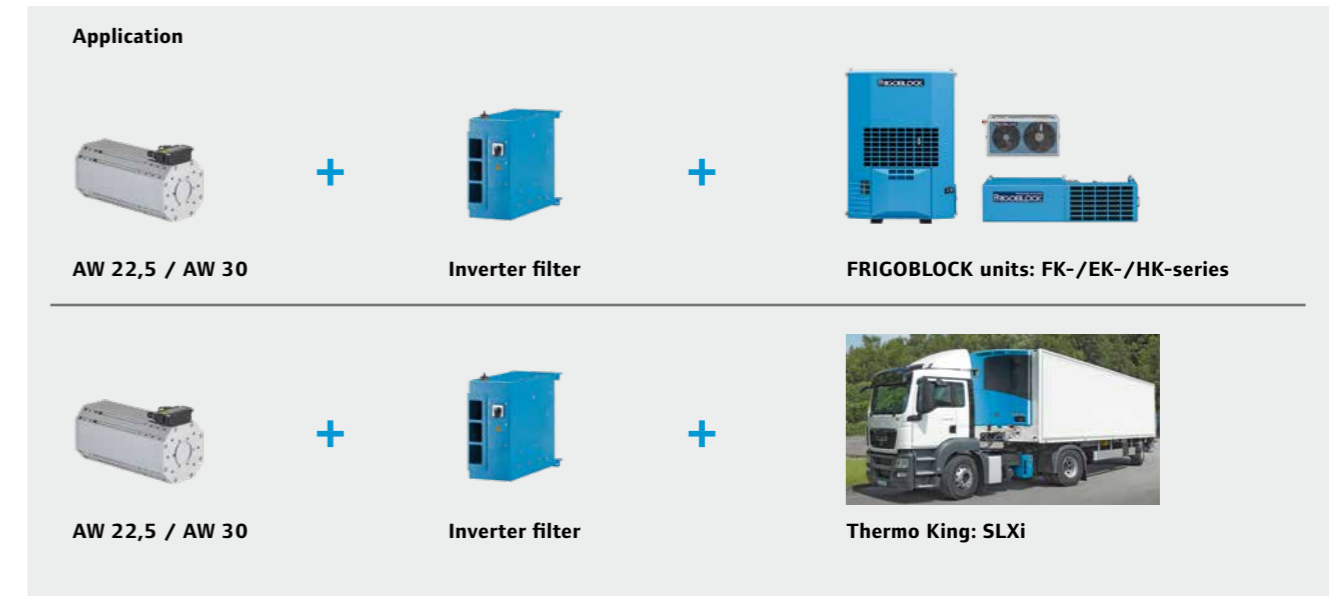 Application
FRIGOBLOCK
FRIGOBLOCK
AW 22,5 / AW 30
Inverter filter
FRIGOBLOCK units: FK-/EK-/HK-series
AW 22,5 / AW 30
Inverter filter
Thermo King: SLXi